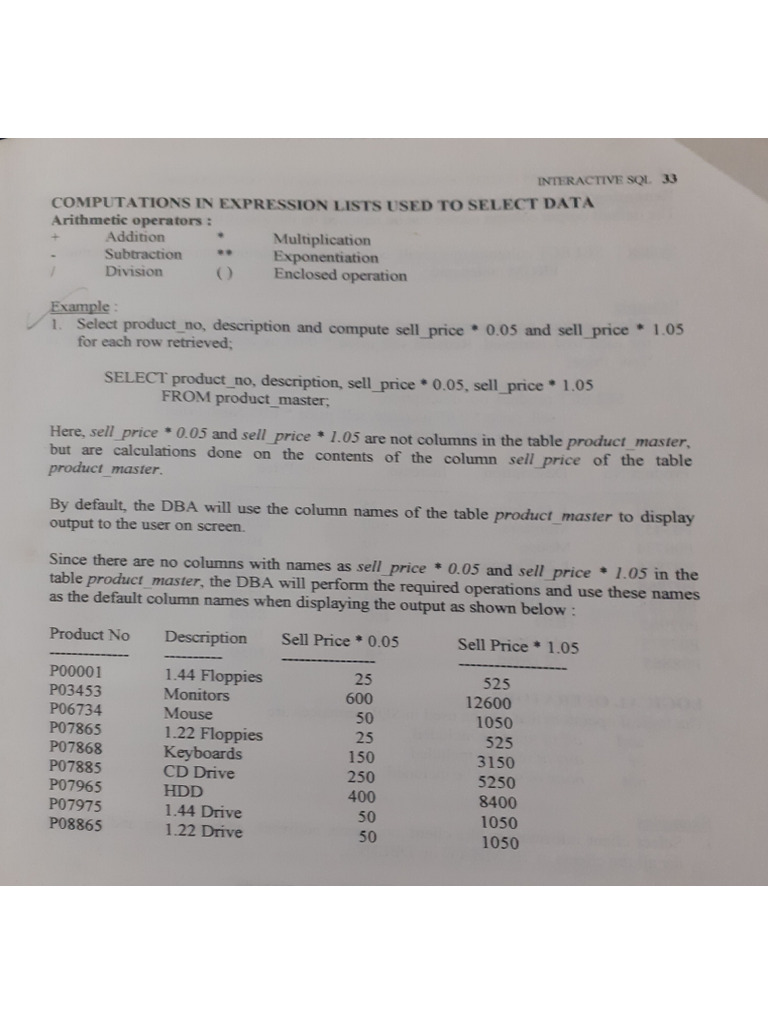 INTERACTIVE SQL 33
COMPUTATIONS IN EXPRESSION LISTS USED TO SELECT DATA
Arithmetic operators :
+ Addition * Multiplication
- Subtraction ** Exponentiation
/ Division ( ) Enclosed operation
Example :
1. Select product_no, description and compute sell_price * 0.05 and sell_price * 1.05
for each row retrieved;
SELECT product_no, description, sell_price * 0.05, sell_price * 1.05
FROM product_master;
Here, sell_price * 0.05 and sell_price * 1.05 are not columns in the table product_master,
but are calculations done on the contents of the column sell_price of the table
product_master.
By default, the DBA will use the column names of the table product_master to display
output to the user on screen.
Since there are no columns with names as sell_price * 0.05 and sell_price * 1.05 in the
table product_master, the DBA will perform the required operations and use these names
as the default column names when displaying the output as shown below :
Product No Description Sell Price * 0.05 Sell Price * 1.05
--------------- ----------- ----------------- -------------------
P00001 1.44 Floppies 25 525
P03453 Monitors 600 12600
P06734 Mouse 50 1050
P07865 1.22 Floppies 25 525
P07868 Keyboards 150 3150
P07885 CD Drive 250 5250
P07965 HDD 400 8400
P07975 1.44 Drive 50 1050
P08865 1.22 Drive 50 1050